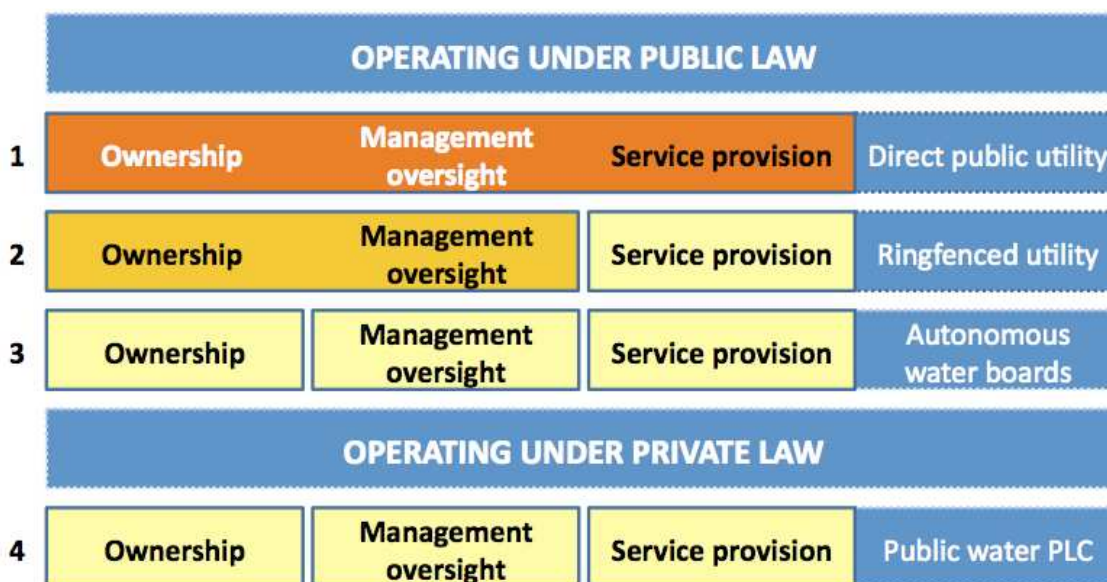 OPERATING UNDER PUBLIC LAW
1 Ownership Management oversight Service provision Direct public utility
2 Ownership Management oversight Service provision Ringfenced utility
3 Ownership Management oversight Service provision Autonomous water boards
OPERATING UNDER PRIVATE LAW
4 Ownership Management oversight Service provision Public water PLC